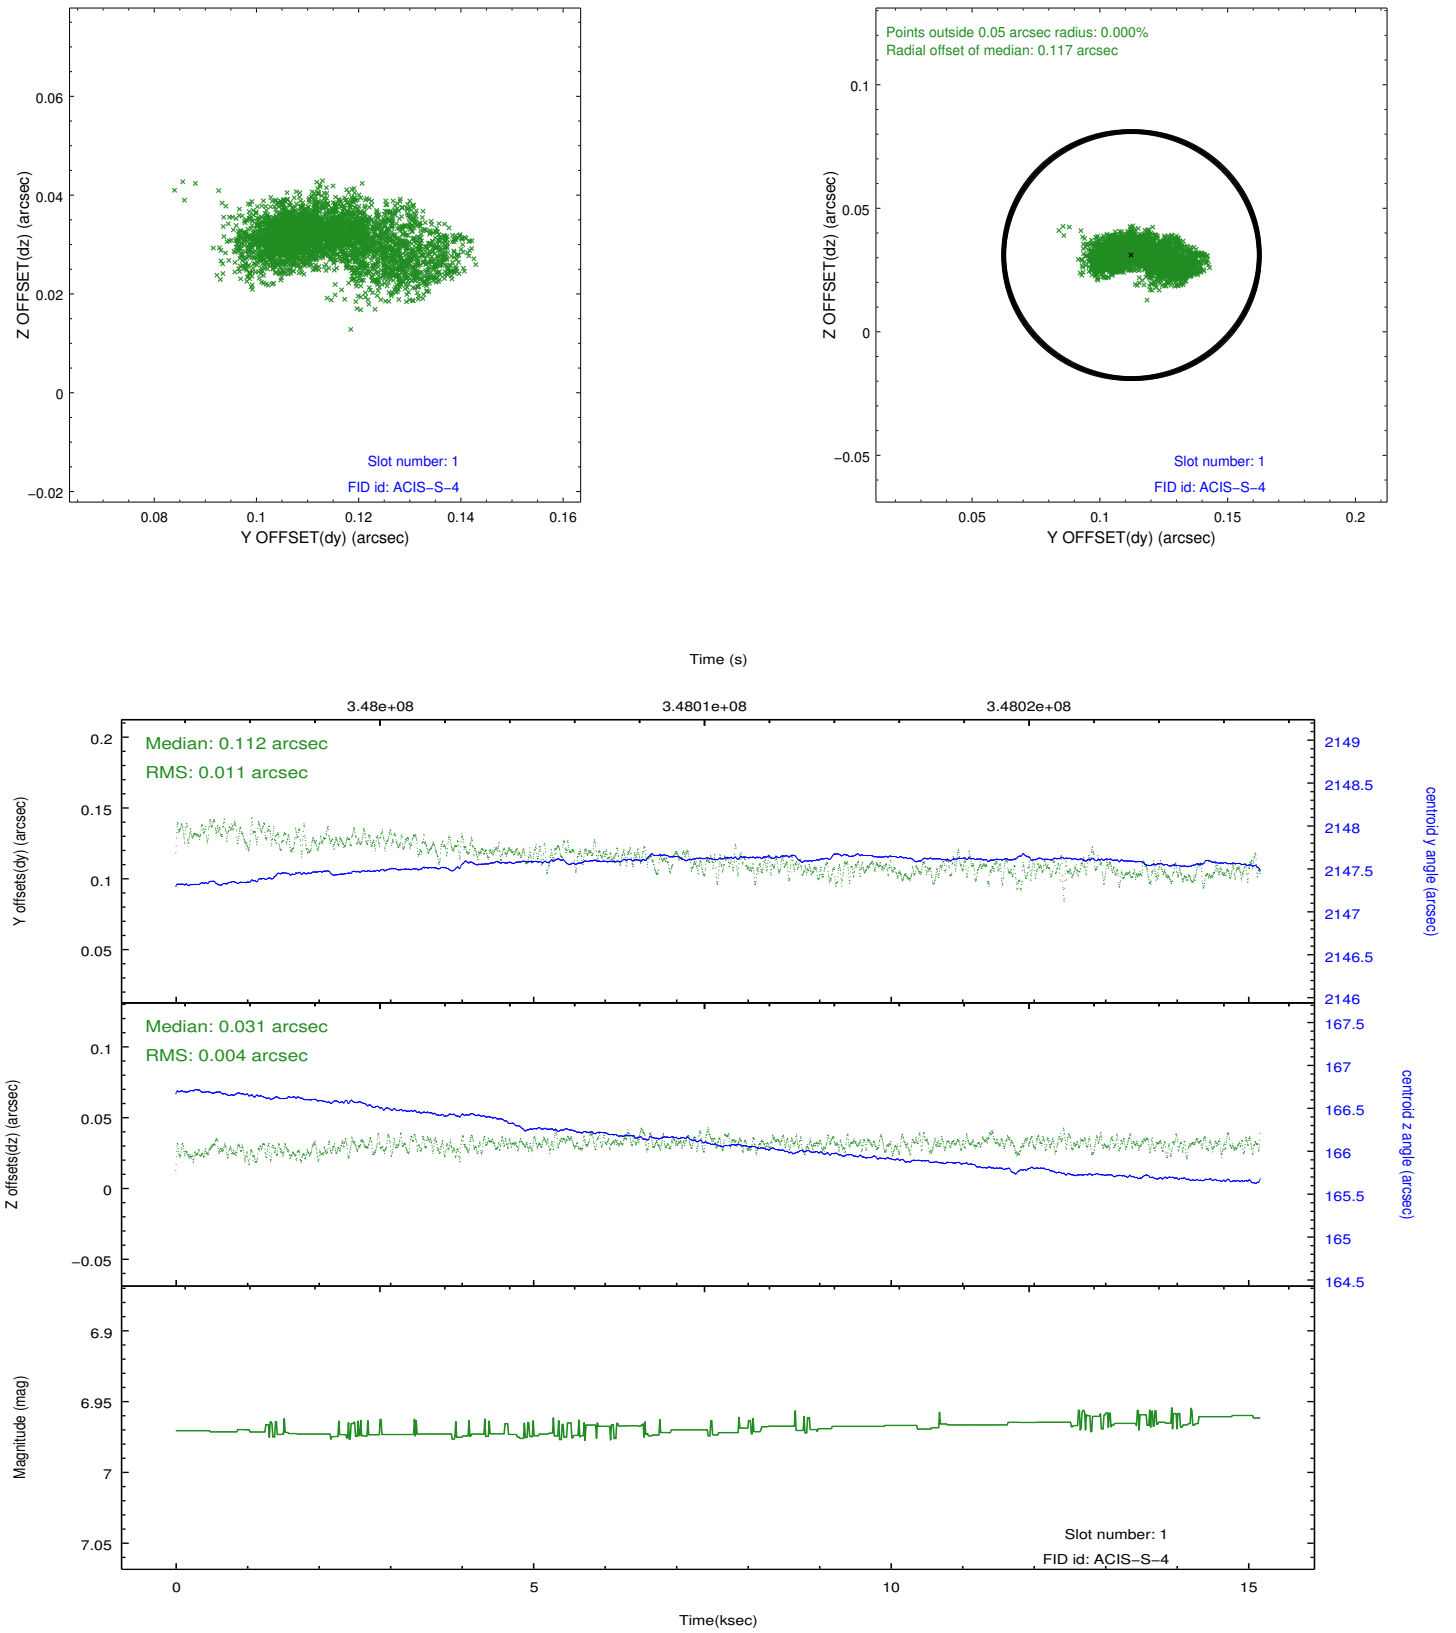 0.06
0.04
0.02
0
−0.02
Z OFFSET(dz) (arcsec)
Slot number: 1
FID id: ACIS−S−4
0.08 0.1 0.12 0.14 0.16
Y OFFSET(dy) (arcsec)
Points outside 0.05 arcsec radius: 0.000%
Radial offset of median: 0.117 arcsec
0.1
0.05
0
−0.05
Z OFFSET(dz) (arcsec)
Slot number: 1
FID id: ACIS−S−4
0.05 0.1 0.15 0.2
Y OFFSET(dy) (arcsec)
Time (s)
3.48e+08 3.4801e+08 3.4802e+08
Median: 0.112 arcsec
RMS: 0.011 arcsec
0.2
0.15
0.1
0.05
Y offsets(dy) (arcsec)
2149
2148.5
2148
2147.5
2147
2146.5
2146
centroid y angle (arcsec)
Median: 0.031 arcsec
RMS: 0.004 arcsec
0.1
0.05
0
−0.05
Z offsets(dz) (arcsec)
167.5
167
166.5
166
165.5
165
164.5
centroid z angle (arcsec)
6.9
6.95
7
7.05
Magnitude (mag)
Slot number: 1
FID id: ACIS−S−4
0 5 10 15
Time(ksec)